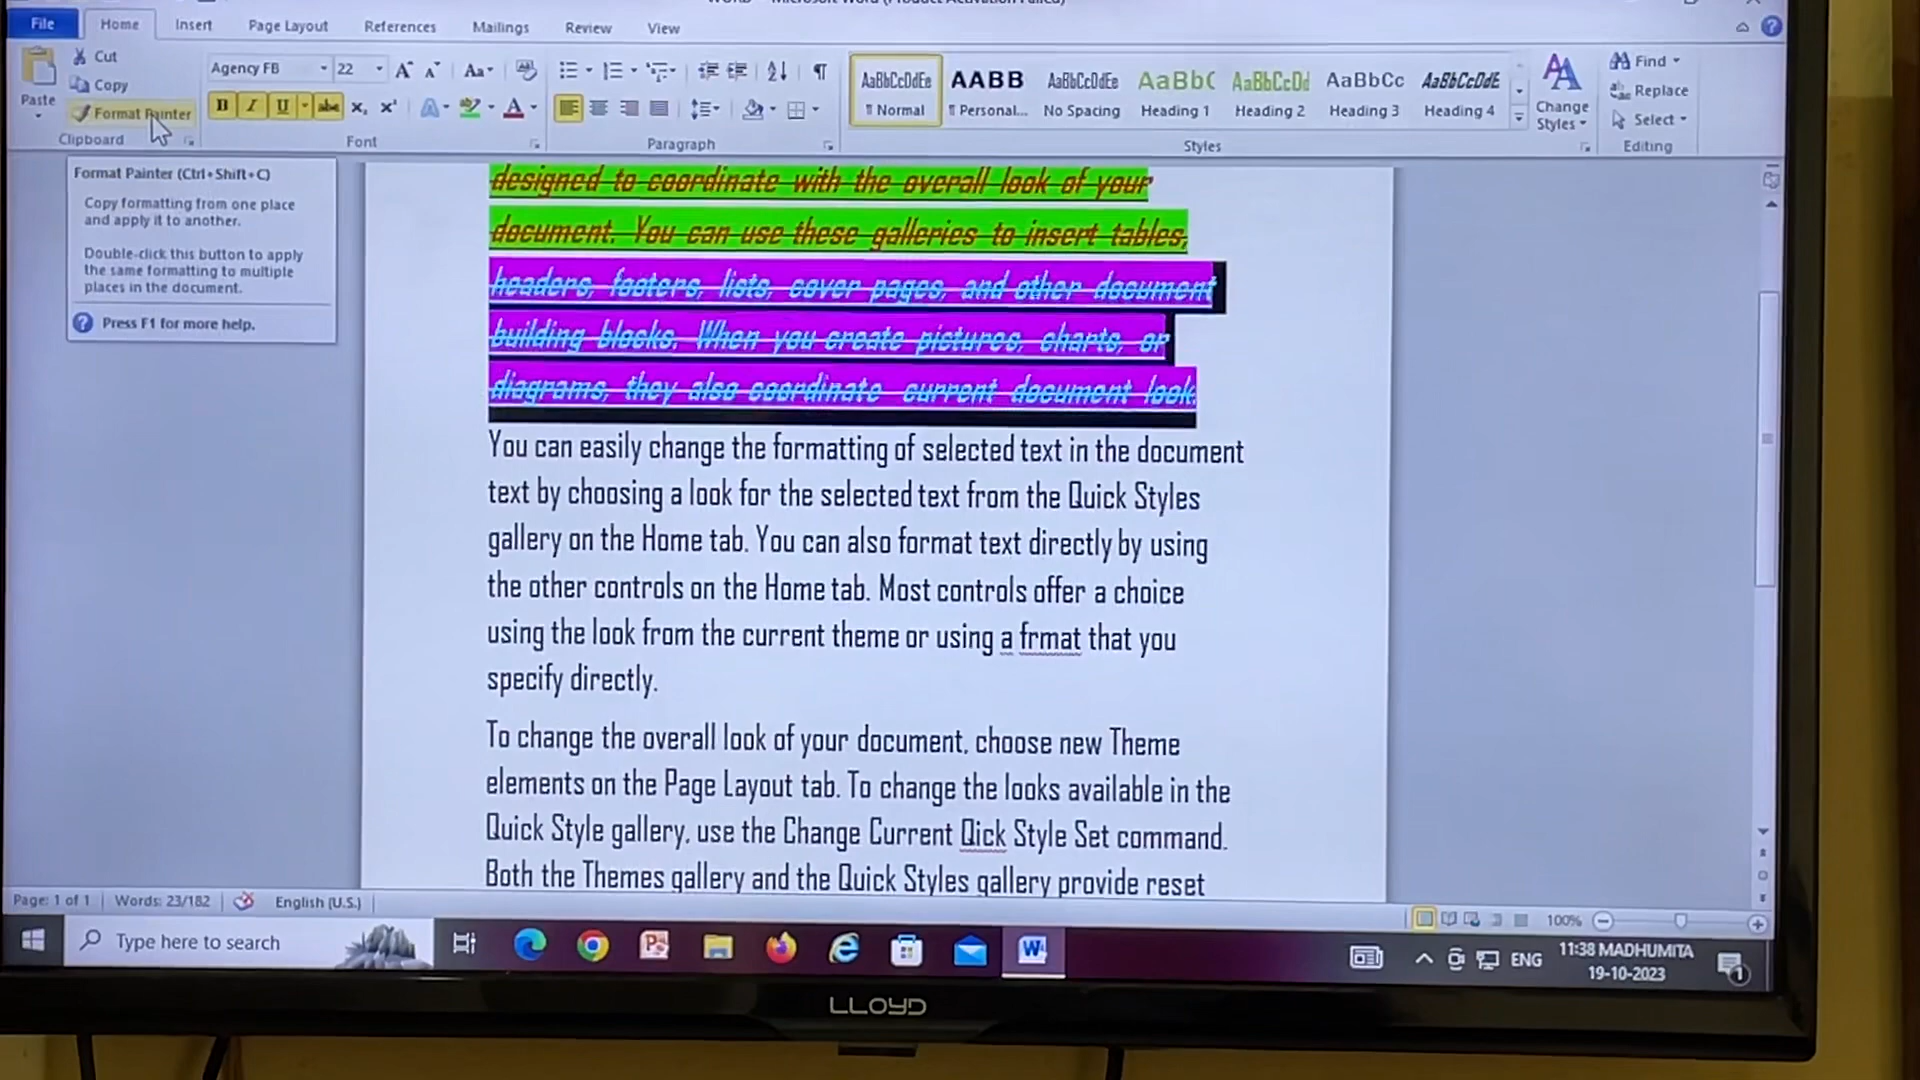 Microsoft Word (Product Activation Failed)
File Home Insert Page Layout References Mailings Review View
Cut
Copy
Format Painter
Paste
Clipboard
Agency FB 22
Font
Paragraph
AaBbCcDdEe AABB AaBbCcDdEe AaBbC AaBbCcDd AaBbCc AaBbCcDdE
Normal Personal... No Spacing Heading 1 Heading 2 Heading 3 Heading 4
Styles
Change
Styles
Find
Replace
Select
Editing
Format Painter (Ctrl+Shift+C)
Copy formatting from one place
and apply it to another.
Double-click this button to apply
the same formatting to multiple
places in the document.
Press F1 for more help.
designed to coordinate with the overall look of your
document. You can use these galleries to insert tables,
headers, footers, lists, cover pages, and other document
building blocks. When you create pictures, charts, or
diagrams, they also coordinate current document look.
You can easily change the formatting of selected text in the document
text by choosing a look for the selected text from the Quick Styles
gallery on the Home tab. You can also format text directly by using
the other controls on the Home tab. Most controls offer a choice
using the look from the current theme or using a frmat that you
specify directly.
To change the overall look of your document, choose new Theme
elements on the Page Layout tab. To change the looks available in the
Quick Style gallery, use the Change Current Qick Style Set command.
Both the Themes gallery and the Quick Styles gallery provide reset
Page: 1 of 1 Words: 23/182 English (U.S.)
100%
Type here to search
ENG
11:38 MADHUMITA
19-10-2023
1
LLOYD